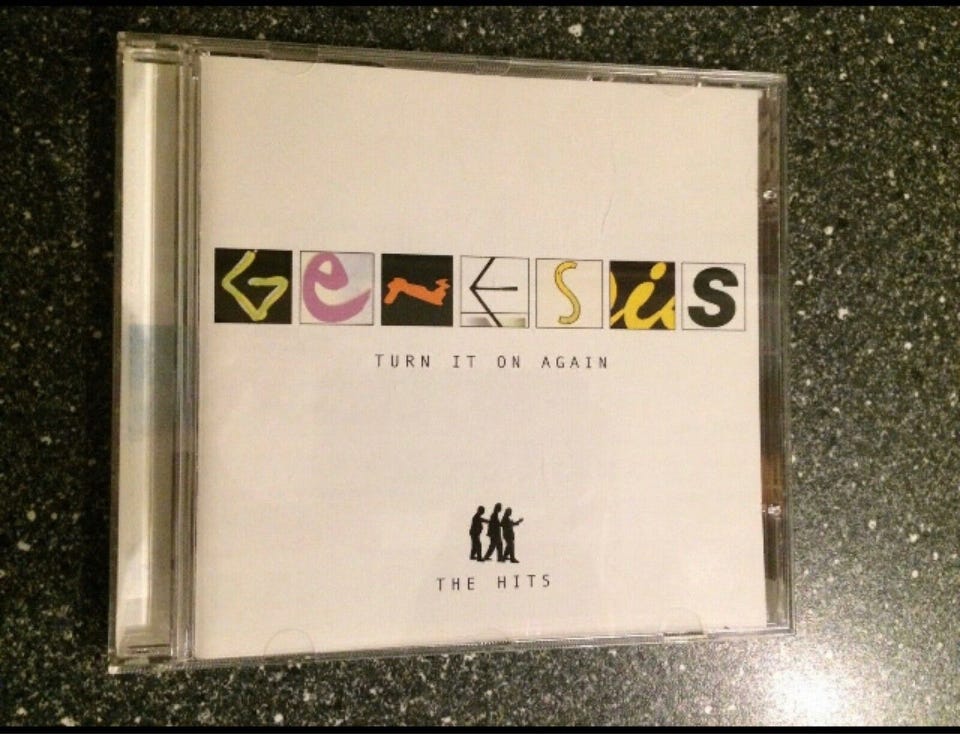 GenEsis
TURN IT ON AGAIN
THE HITS